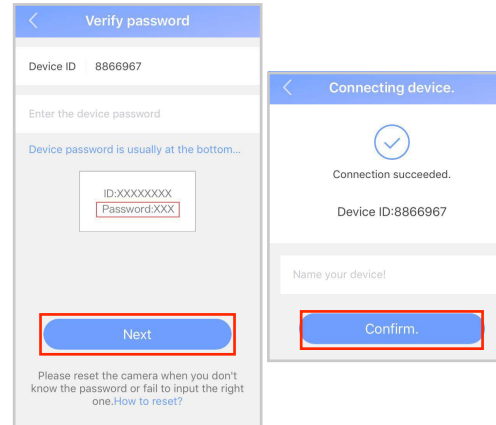 Verify password
Device ID 8866967
Enter the device password
Device password is usually at the bottom...
ID:XXXXXXXX
Password:XXX
Next
Please reset the camera when you don't
know the password or fail to input the right
one.How to reset?
Connecting device.
Connection succeeded.
Device ID:8866967
Name your device!
Confirm.